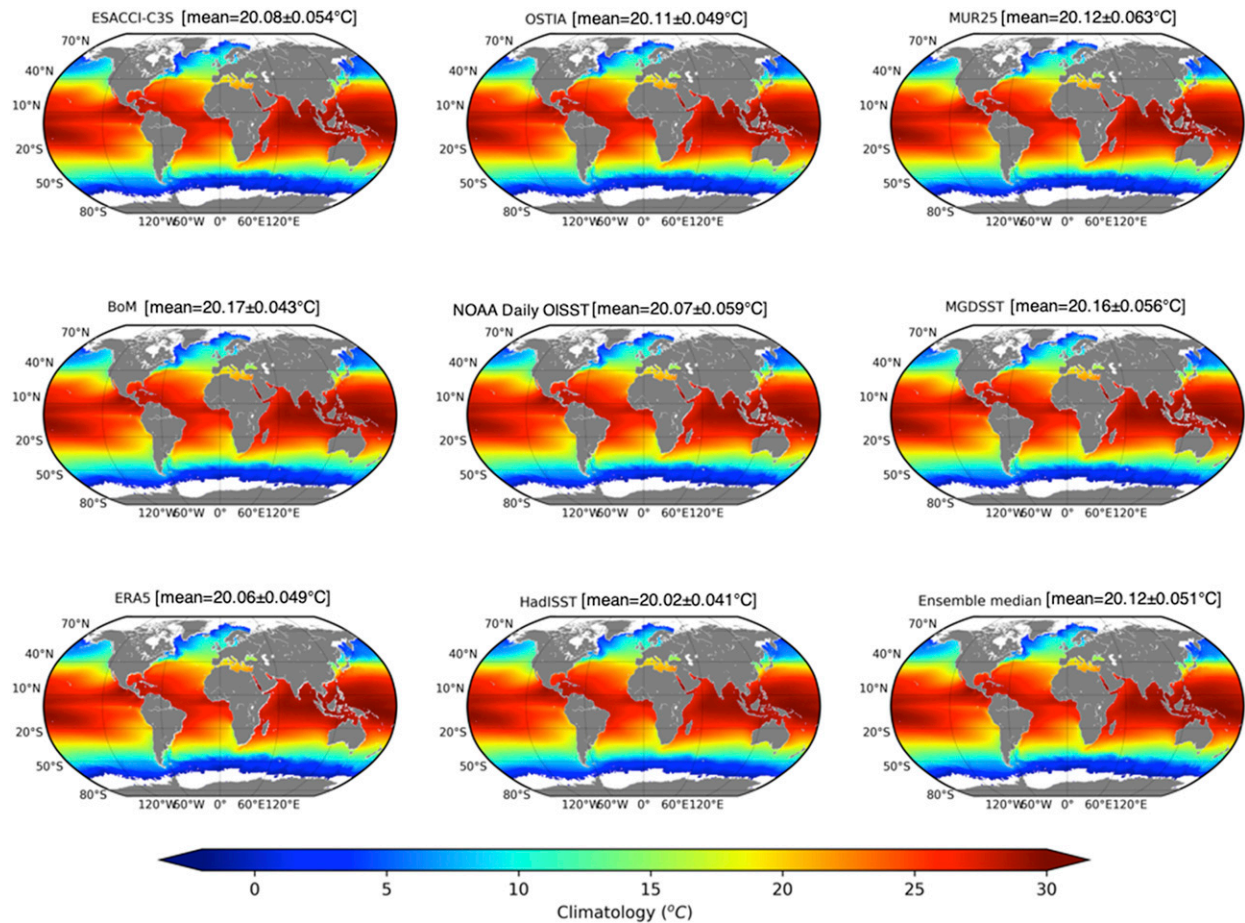 ESACCI-C3S [mean=20.08±0.054°C]
OSTIA [mean=20.11±0.049°C]
MUR25 [mean=20.12±0.063°C]
70°N
70°N
70°N
40°N
40°N
40°N
10°N
10°N
10°N
20°S
20°S
20°S
50°S
50°S
50°S
80°S
80°S
80°S
120°W60°W 0° 60°E120°E
120°W60°W 0° 60°E120°E
120°W60°W 0° 60°E120°E
BoM [mean=20.17±0.043°C]
NOAA Daily OISST [mean=20.07±0.059°C]
MGDSST [mean=20.16±0.056°C]
70°N
70°N
70°N
40°N
40°N
40°N
10°N
10°N
10°N
20°S
20°S
20°S
50°S
50°S
50°S
80°S
80°S
80°S
120°W60°W 0° 60°E120°E
120°W60°W 0° 60°E120°E
120°W60°W 0° 60°E120°E
ERA5 [mean=20.06±0.049°C]
HadISST [mean=20.02±0.041°C]
Ensemble median [mean=20.12±0.051°C]
70°N
70°N
70°N
40°N
40°N
40°N
10°N
10°N
10°N
20°S
20°S
20°S
50°S
50°S
50°S
80°S
80°S
80°S
120°W60°W 0° 60°E120°E
120°W60°W 0° 60°E120°E
120°W60°W 0° 60°E120°E
0 5 10 15 20 25 30
Climatology (°C)